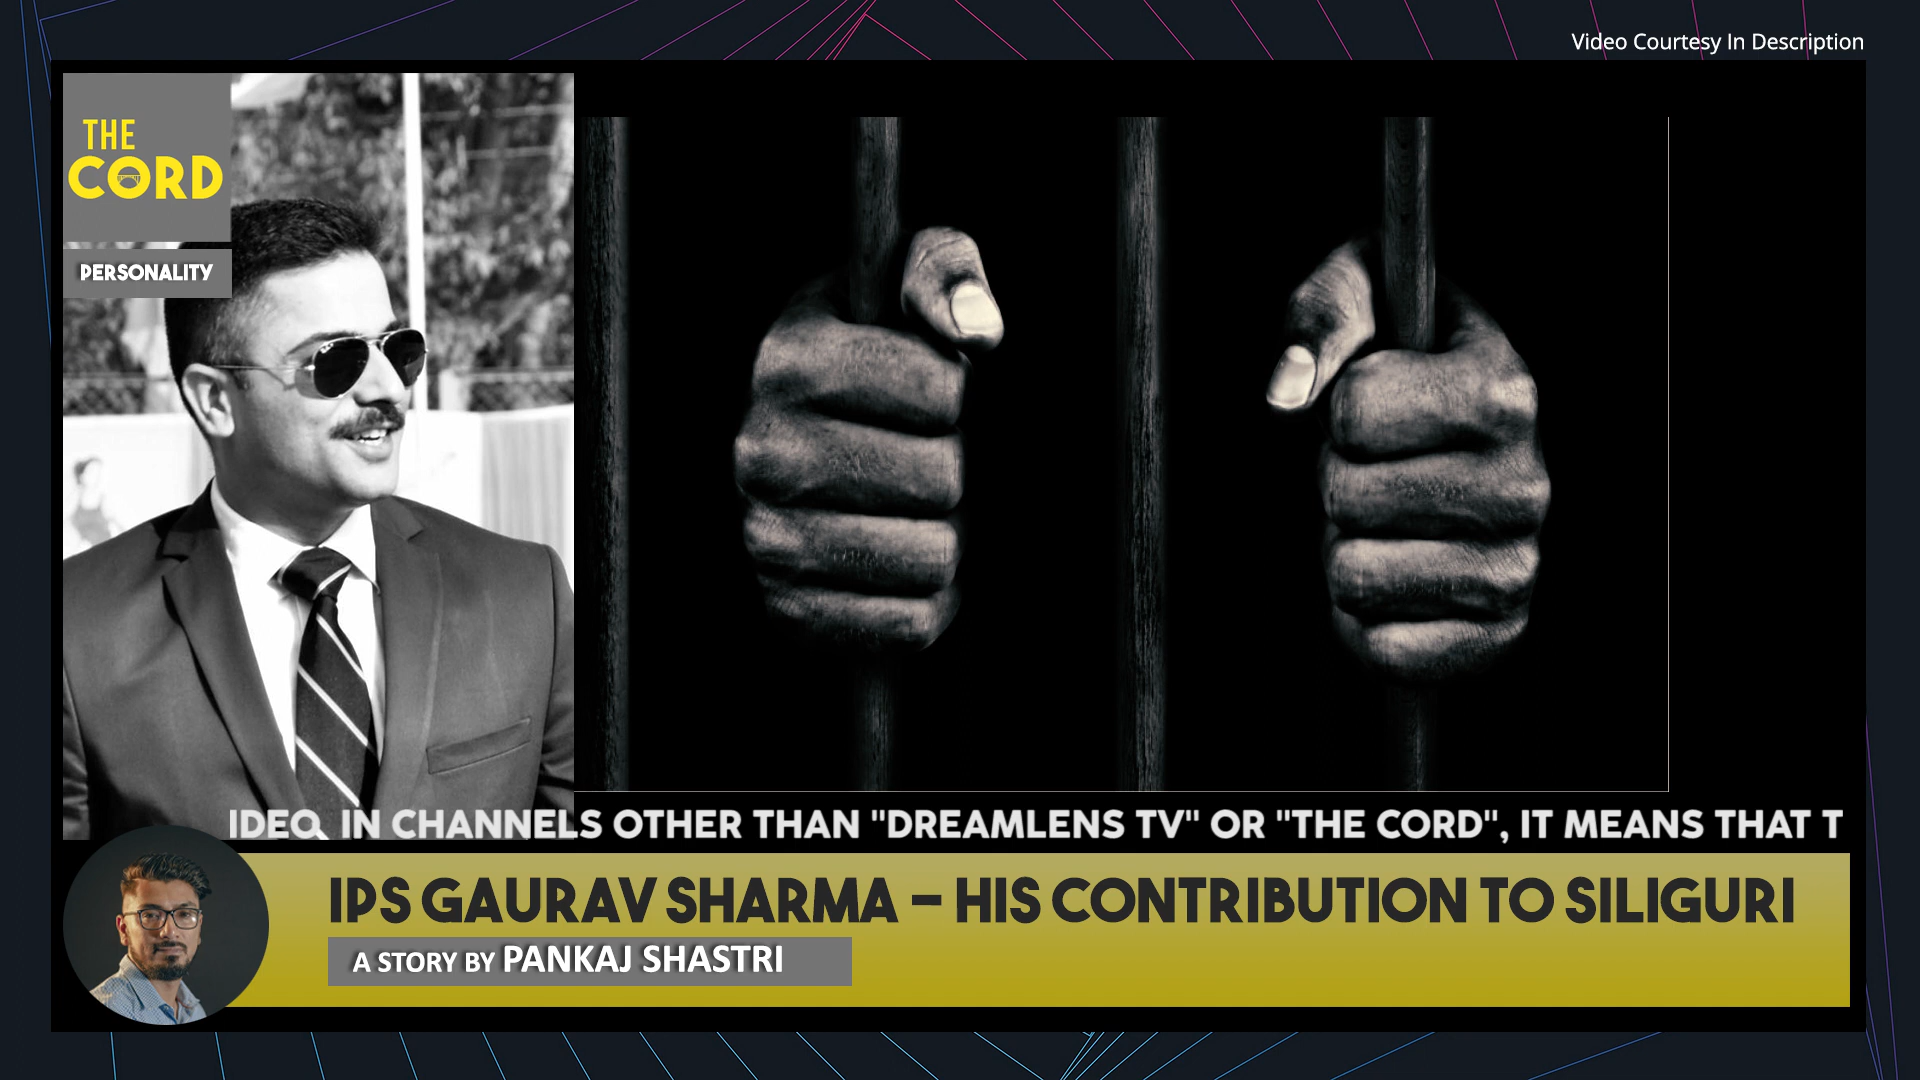 Video Courtesy In Description
THE
CORD
PERSONALITY
IDEO IN CHANNELS OTHER THAN "DREAMLENS TV" OR "THE CORD", IT MEANS THAT T
IPS GAURAV SHARMA – HIS CONTRIBUTION TO SILIGURI
A STORY BY PANKAJ SHASTRI